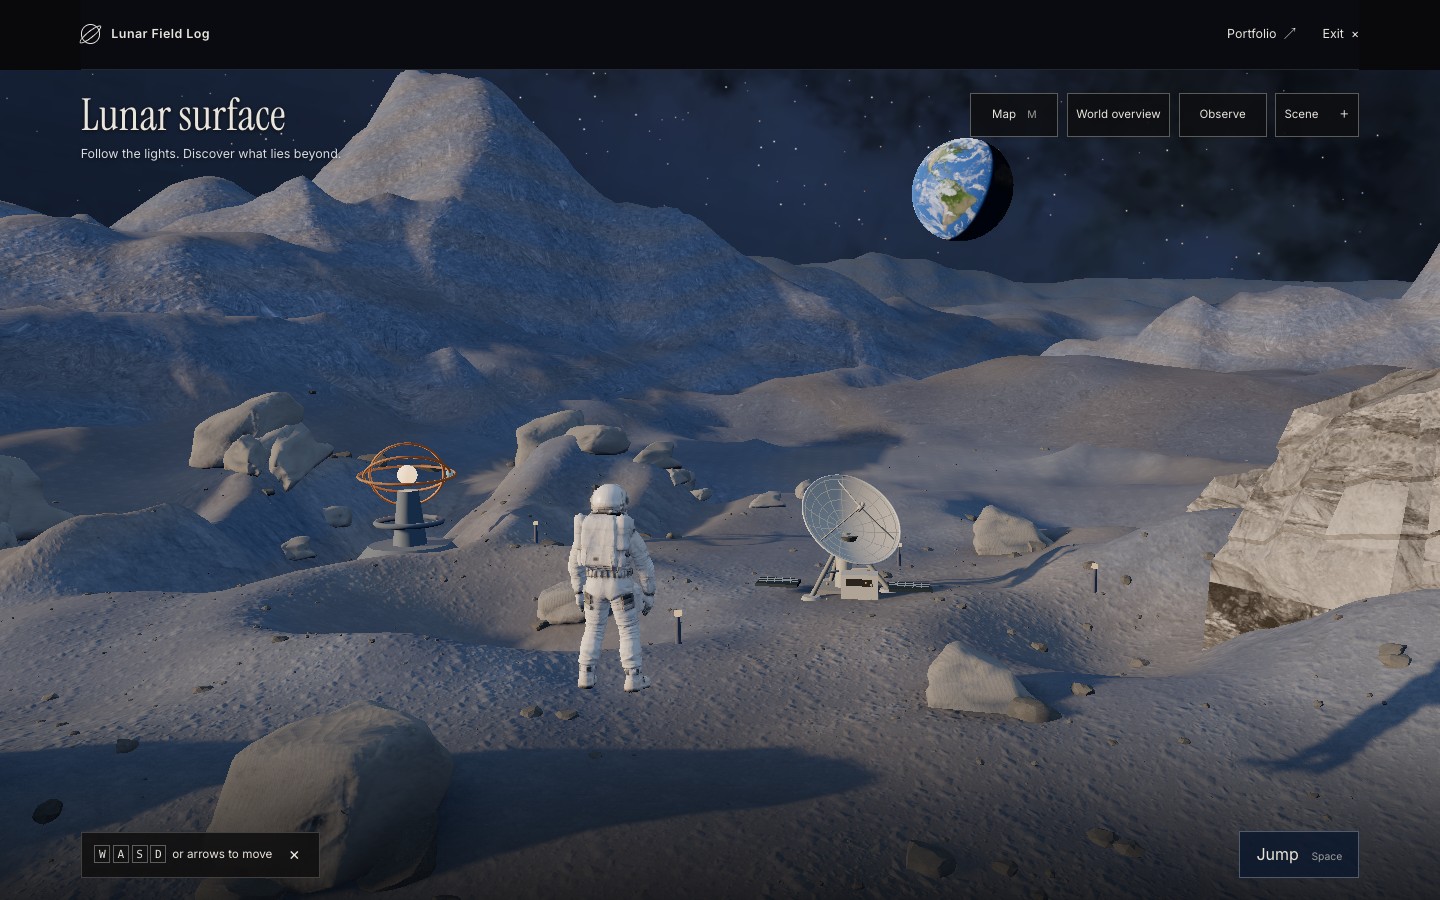 Lunar Field Log
Portfolio ↗ Exit ×
Lunar surface
Follow the lights. Discover what lies beyond.
Map M
World overview
Observe
Scene +
W A S D or arrows to move ×
Jump Space